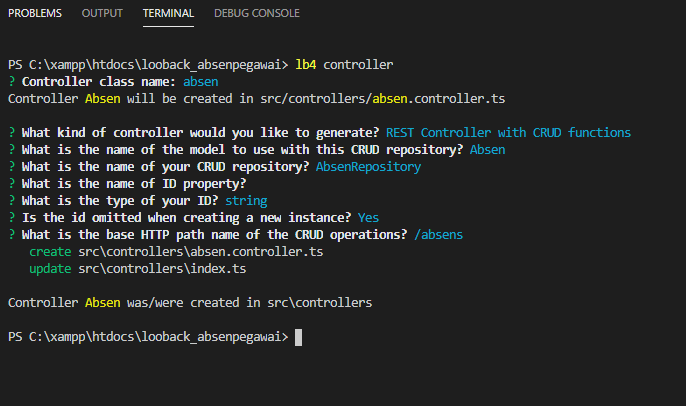 PROBLEMS OUTPUT TERMINAL DEBUG CONSOLE
PS C:\xampp\htdocs\looback_absenpegawai> lb4 controller
? Controller class name: absen
Controller Absen will be created in src/controllers/absen.controller.ts
? What kind of controller would you like to generate? REST Controller with CRUD functions
? What is the name of the model to use with this CRUD repository? Absen
? What is the name of your CRUD repository? AbsenRepository
? What is the name of ID property?
? What is the type of your ID? string
? Is the id omitted when creating a new instance? Yes
? What is the base HTTP path name of the CRUD operations? /absens
create src\controllers\absen.controller.ts
update src\controllers\index.ts
Controller Absen was/were created in src\controllers
PS C:\xampp\htdocs\looback_absenpegawai>